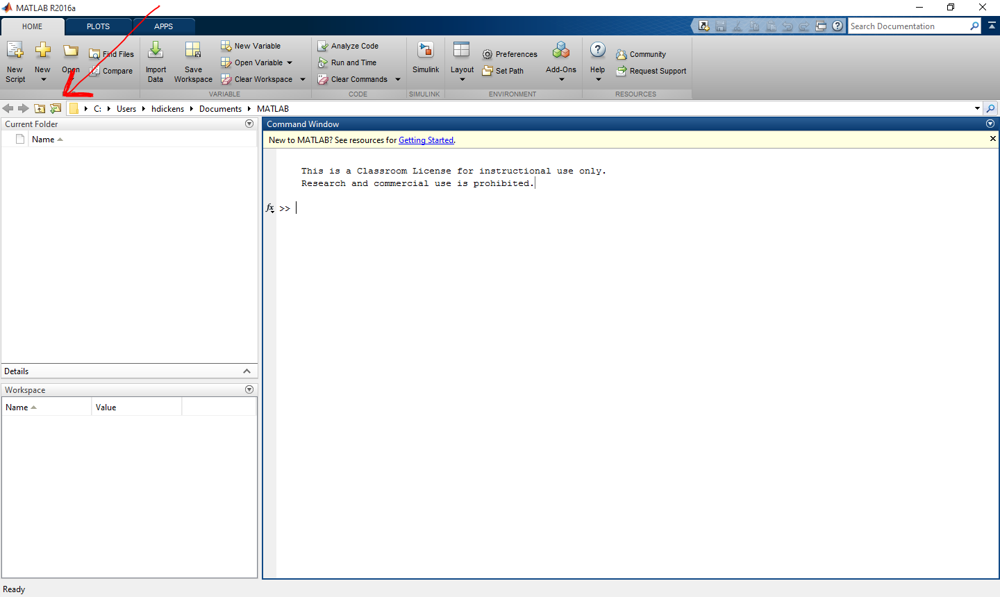 MATLAB R2016a
HOME PLOTS APPS
Search Documentation
New Script
New
Open
Find Files
Compare
Import Data
Save Workspace
New Variable
Open Variable
Clear Workspace
Analyze Code
Run and Time
Clear Commands
Simulink
Layout
Preferences
Set Path
Add-Ons
Help
Community
Request Support
VARIABLE CODE SIMULINK ENVIRONMENT RESOURCES
C: Users hdickens Documents MATLAB
Current Folder
Name
Details
Workspace
Name Value
Command Window
New to MATLAB? See resources for Getting Started.
This is a Classroom License for instructional use only.
Research and commercial use is prohibited.
fx >>
Ready